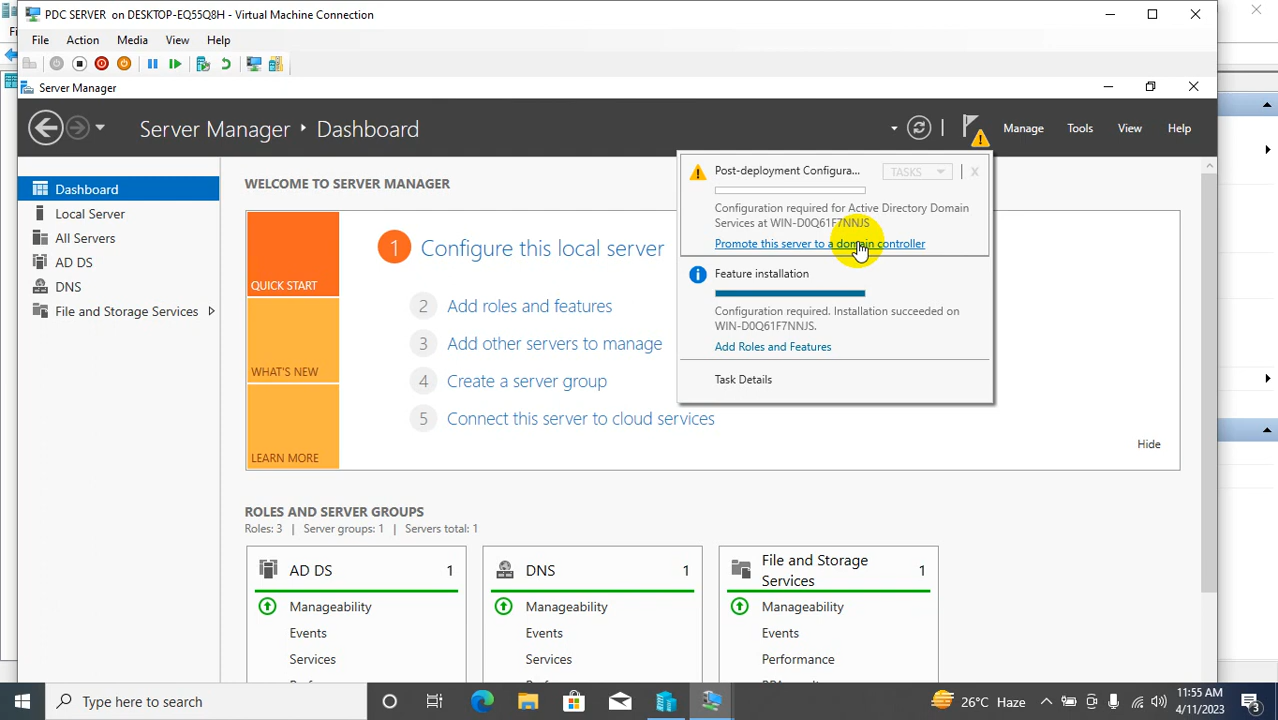 PDC SERVER on DESKTOP-EQ55Q8H - Virtual Machine Connection
File Action Media View Help
Server Manager
Server Manager ‣ Dashboard
Manage Tools View Help
Dashboard
Local Server
All Servers
AD DS
DNS
File and Storage Services
WELCOME TO SERVER MANAGER
QUICK START
WHAT'S NEW
LEARN MORE
1 Configure this local server
2 Add roles and features
3 Add other servers to manage
4 Create a server group
5 Connect this server to cloud services
Hide
Post-deployment Configura...
TASKS
X
Configuration required for Active Directory Domain
Services at WIN-D0Q61F7NNJS
Promote this server to a domain controller
Feature installation
Configuration required. Installation succeeded on
WIN-D0Q61F7NNJS.
Add Roles and Features
Task Details
ROLES AND SERVER GROUPS
Roles: 3 | Server groups: 1 | Servers total: 1
AD DS 1
Manageability
Events
Services
DNS 1
Manageability
Events
Services
File and Storage
Services 1
Manageability
Events
Performance
Type here to search
26°C Haze
11:55 AM
4/11/2023
3